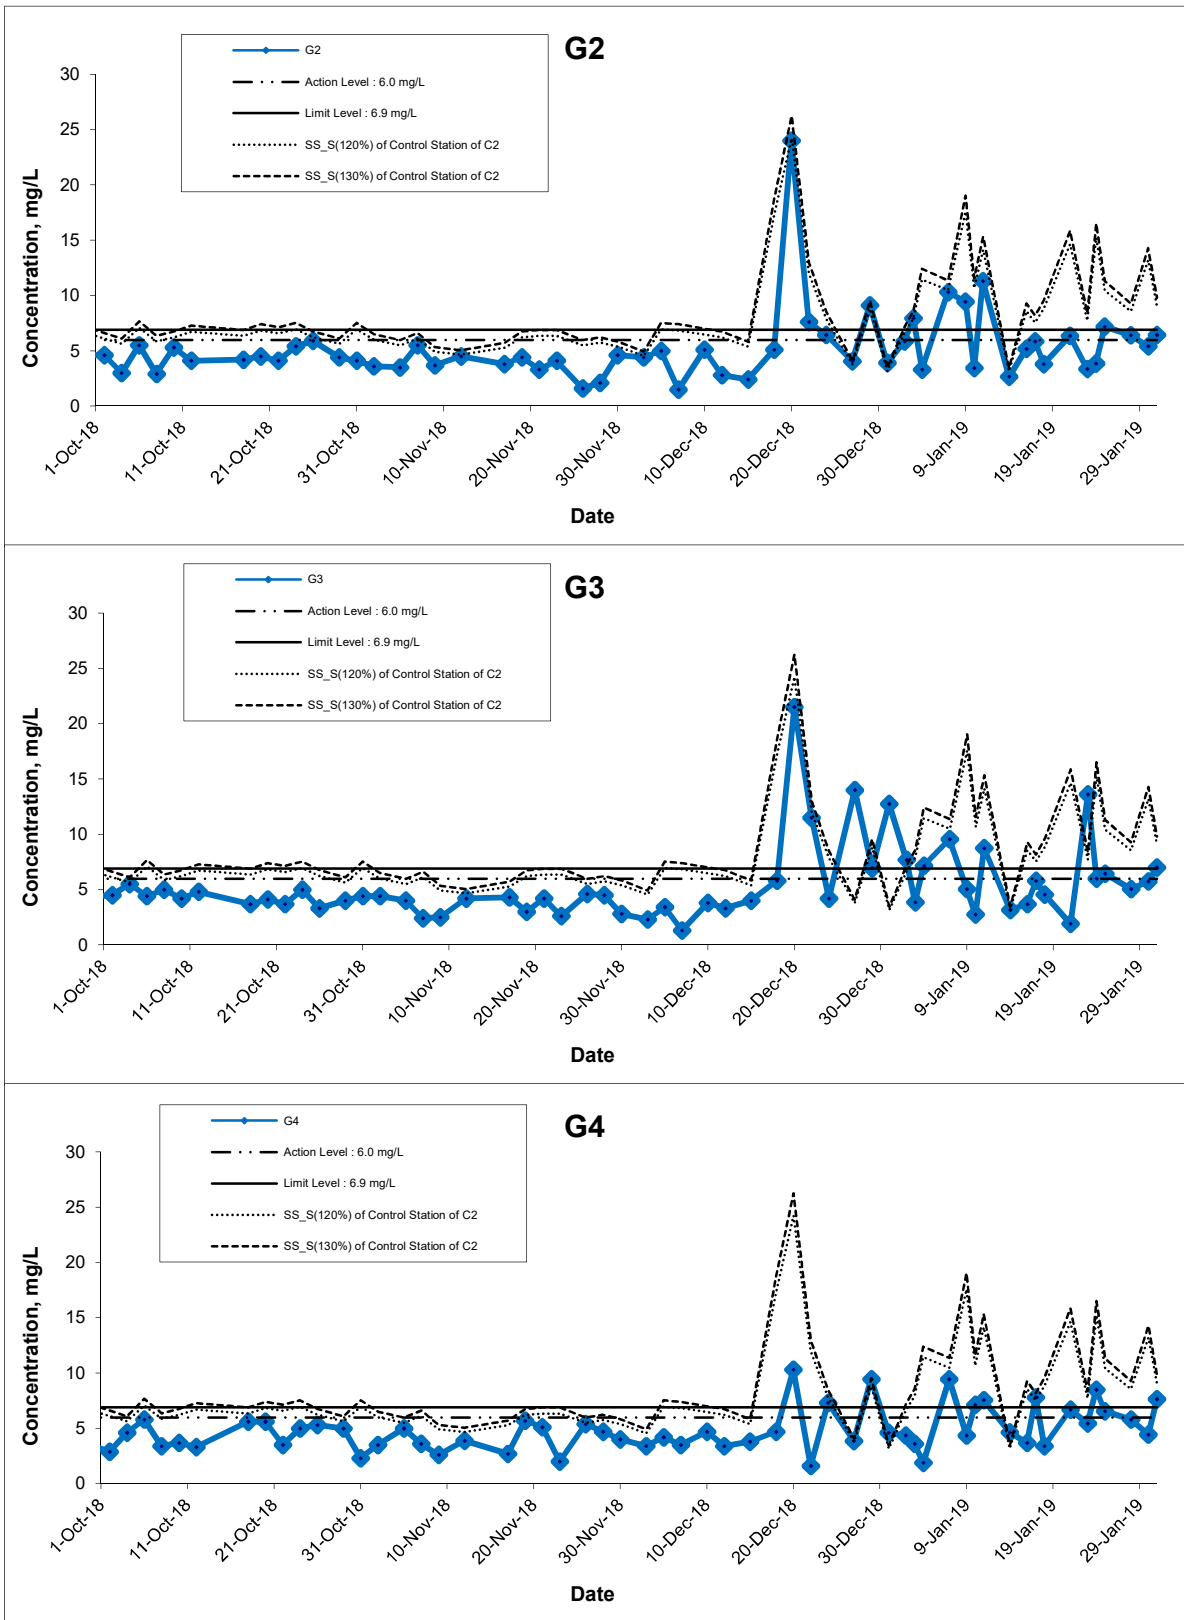 G2
G2
Action Level : 6.0 mg/L
Limit Level : 6.9 mg/L
SS_S(120%) of Control Station of C2
SS_S(130%) of Control Station of C2
Concentration, mg/L
30
25
20
15
10
5
0
1-Oct-18
11-Oct-18
21-Oct-18
31-Oct-18
10-Nov-18
20-Nov-18
30-Nov-18
10-Dec-18
20-Dec-18
30-Dec-18
9-Jan-19
19-Jan-19
29-Jan-19
Date
G3
G3
Action Level : 6.0 mg/L
Limit Level : 6.9 mg/L
SS_S(120%) of Control Station of C2
SS_S(130%) of Control Station of C2
Concentration, mg/L
30
25
20
15
10
5
0
1-Oct-18
11-Oct-18
21-Oct-18
31-Oct-18
10-Nov-18
20-Nov-18
30-Nov-18
10-Dec-18
20-Dec-18
30-Dec-18
9-Jan-19
19-Jan-19
29-Jan-19
Date
G4
G4
Action Level : 6.0 mg/L
Limit Level : 6.9 mg/L
SS_S(120%) of Control Station of C2
SS_S(130%) of Control Station of C2
Concentration, mg/L
30
25
20
15
10
5
0
1-Oct-18
11-Oct-18
21-Oct-18
31-Oct-18
10-Nov-18
20-Nov-18
30-Nov-18
10-Dec-18
20-Dec-18
30-Dec-18
9-Jan-19
19-Jan-19
29-Jan-19
Date